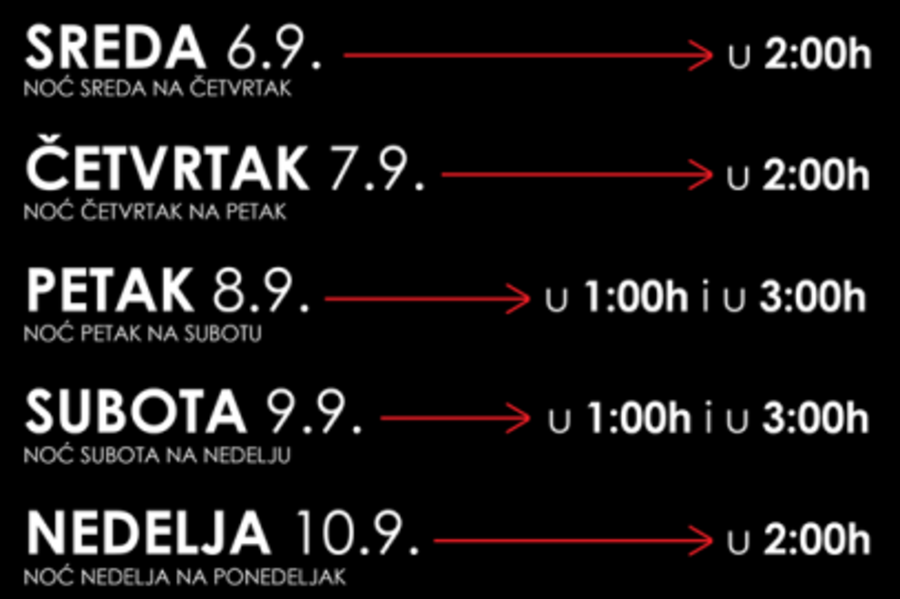 SREDA 6.9. u 2:00h
NOĆ SREDA NA ČETVRTAK
ČETVRTAK 7.9. u 2:00h
NOĆ ČETVRTAK NA PETAK
PETAK 8.9. u 1:00h i u 3:00h
NOĆ PETAK NA SUBOTU
SUBOTA 9.9. u 1:00h i u 3:00h
NOĆ SUBOTA NA NEDELJU
NEDELJA 10.9. u 2:00h
NOĆ NEDELJA NA PONEDELJAK